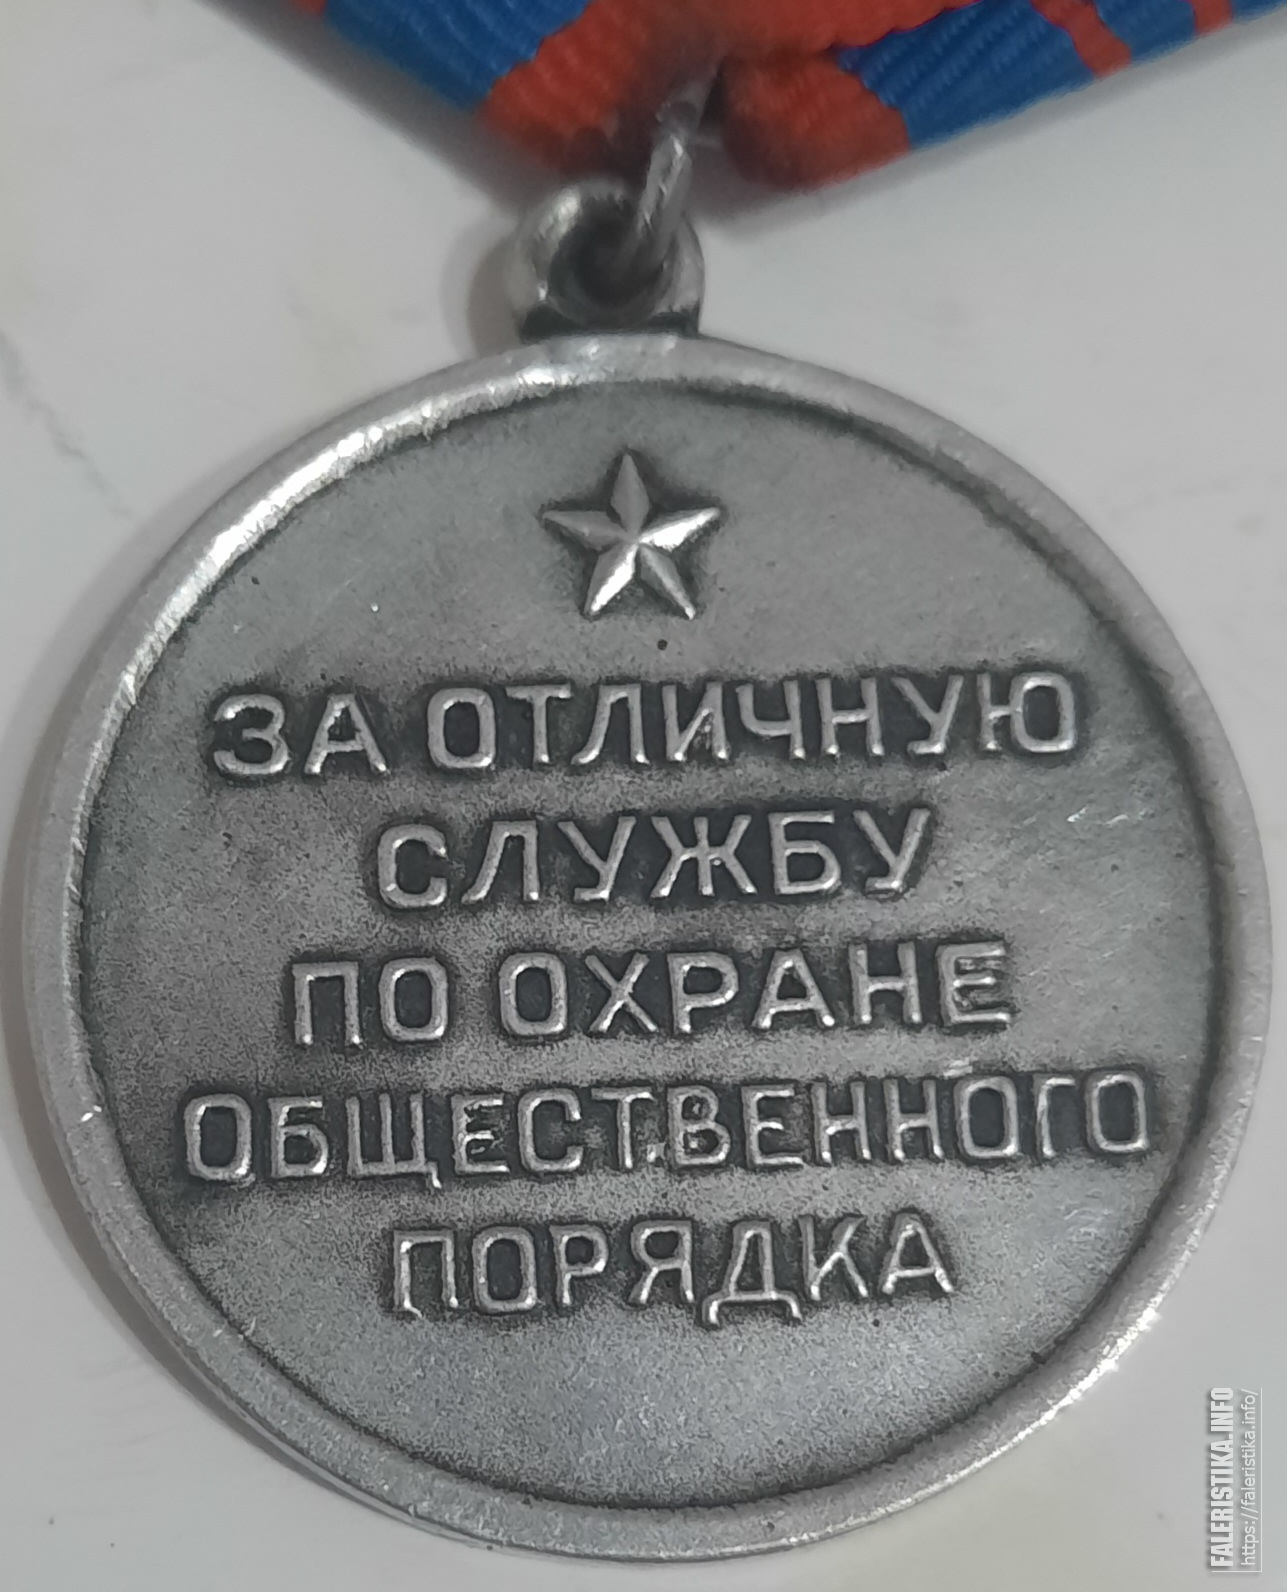 ЗА ОТЛИЧНУЮ
СЛУЖБУ
ПО ОХРАНЕ
ОБЩЕСТВЕННОГО
ПОРЯДКА
FALERISTIKA.INFO
https://faleristika.info/